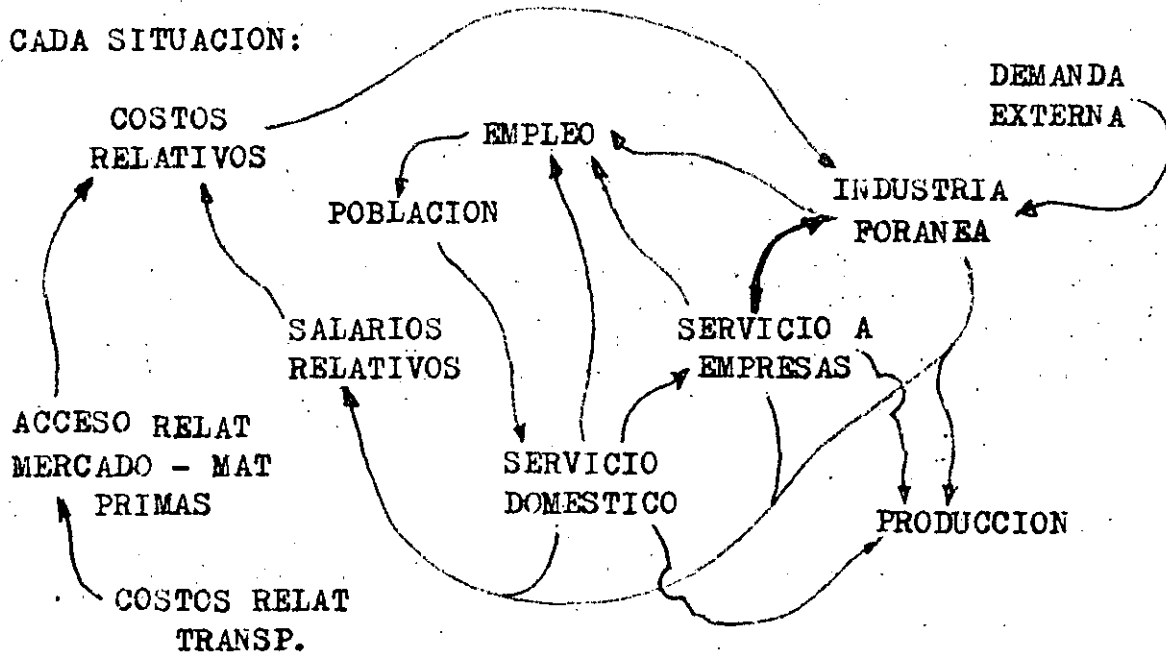 CADA SITUACION:
DEMANDA
EXTERNA
COSTOS
RELATIVOS
EMPLEO
INDUSTRIA
FORANEA
POBLACION
SALARIOS
RELATIVOS
SERVICIO A
EMPRESAS
ACCESO RELAT
MERCADO - MAT
PRIMAS
SERVICIO
DOMESTICO
PRODUCCION
COSTOS RELAT
TRANSP.